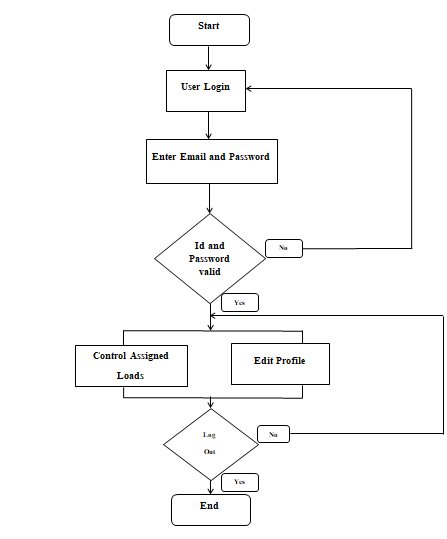 Start
User Login
Enter Email and Password
Id and
Password
valid
No
Yes
Control Assigned
Loads
Edit Profile
Log
Out
No
Yes
End